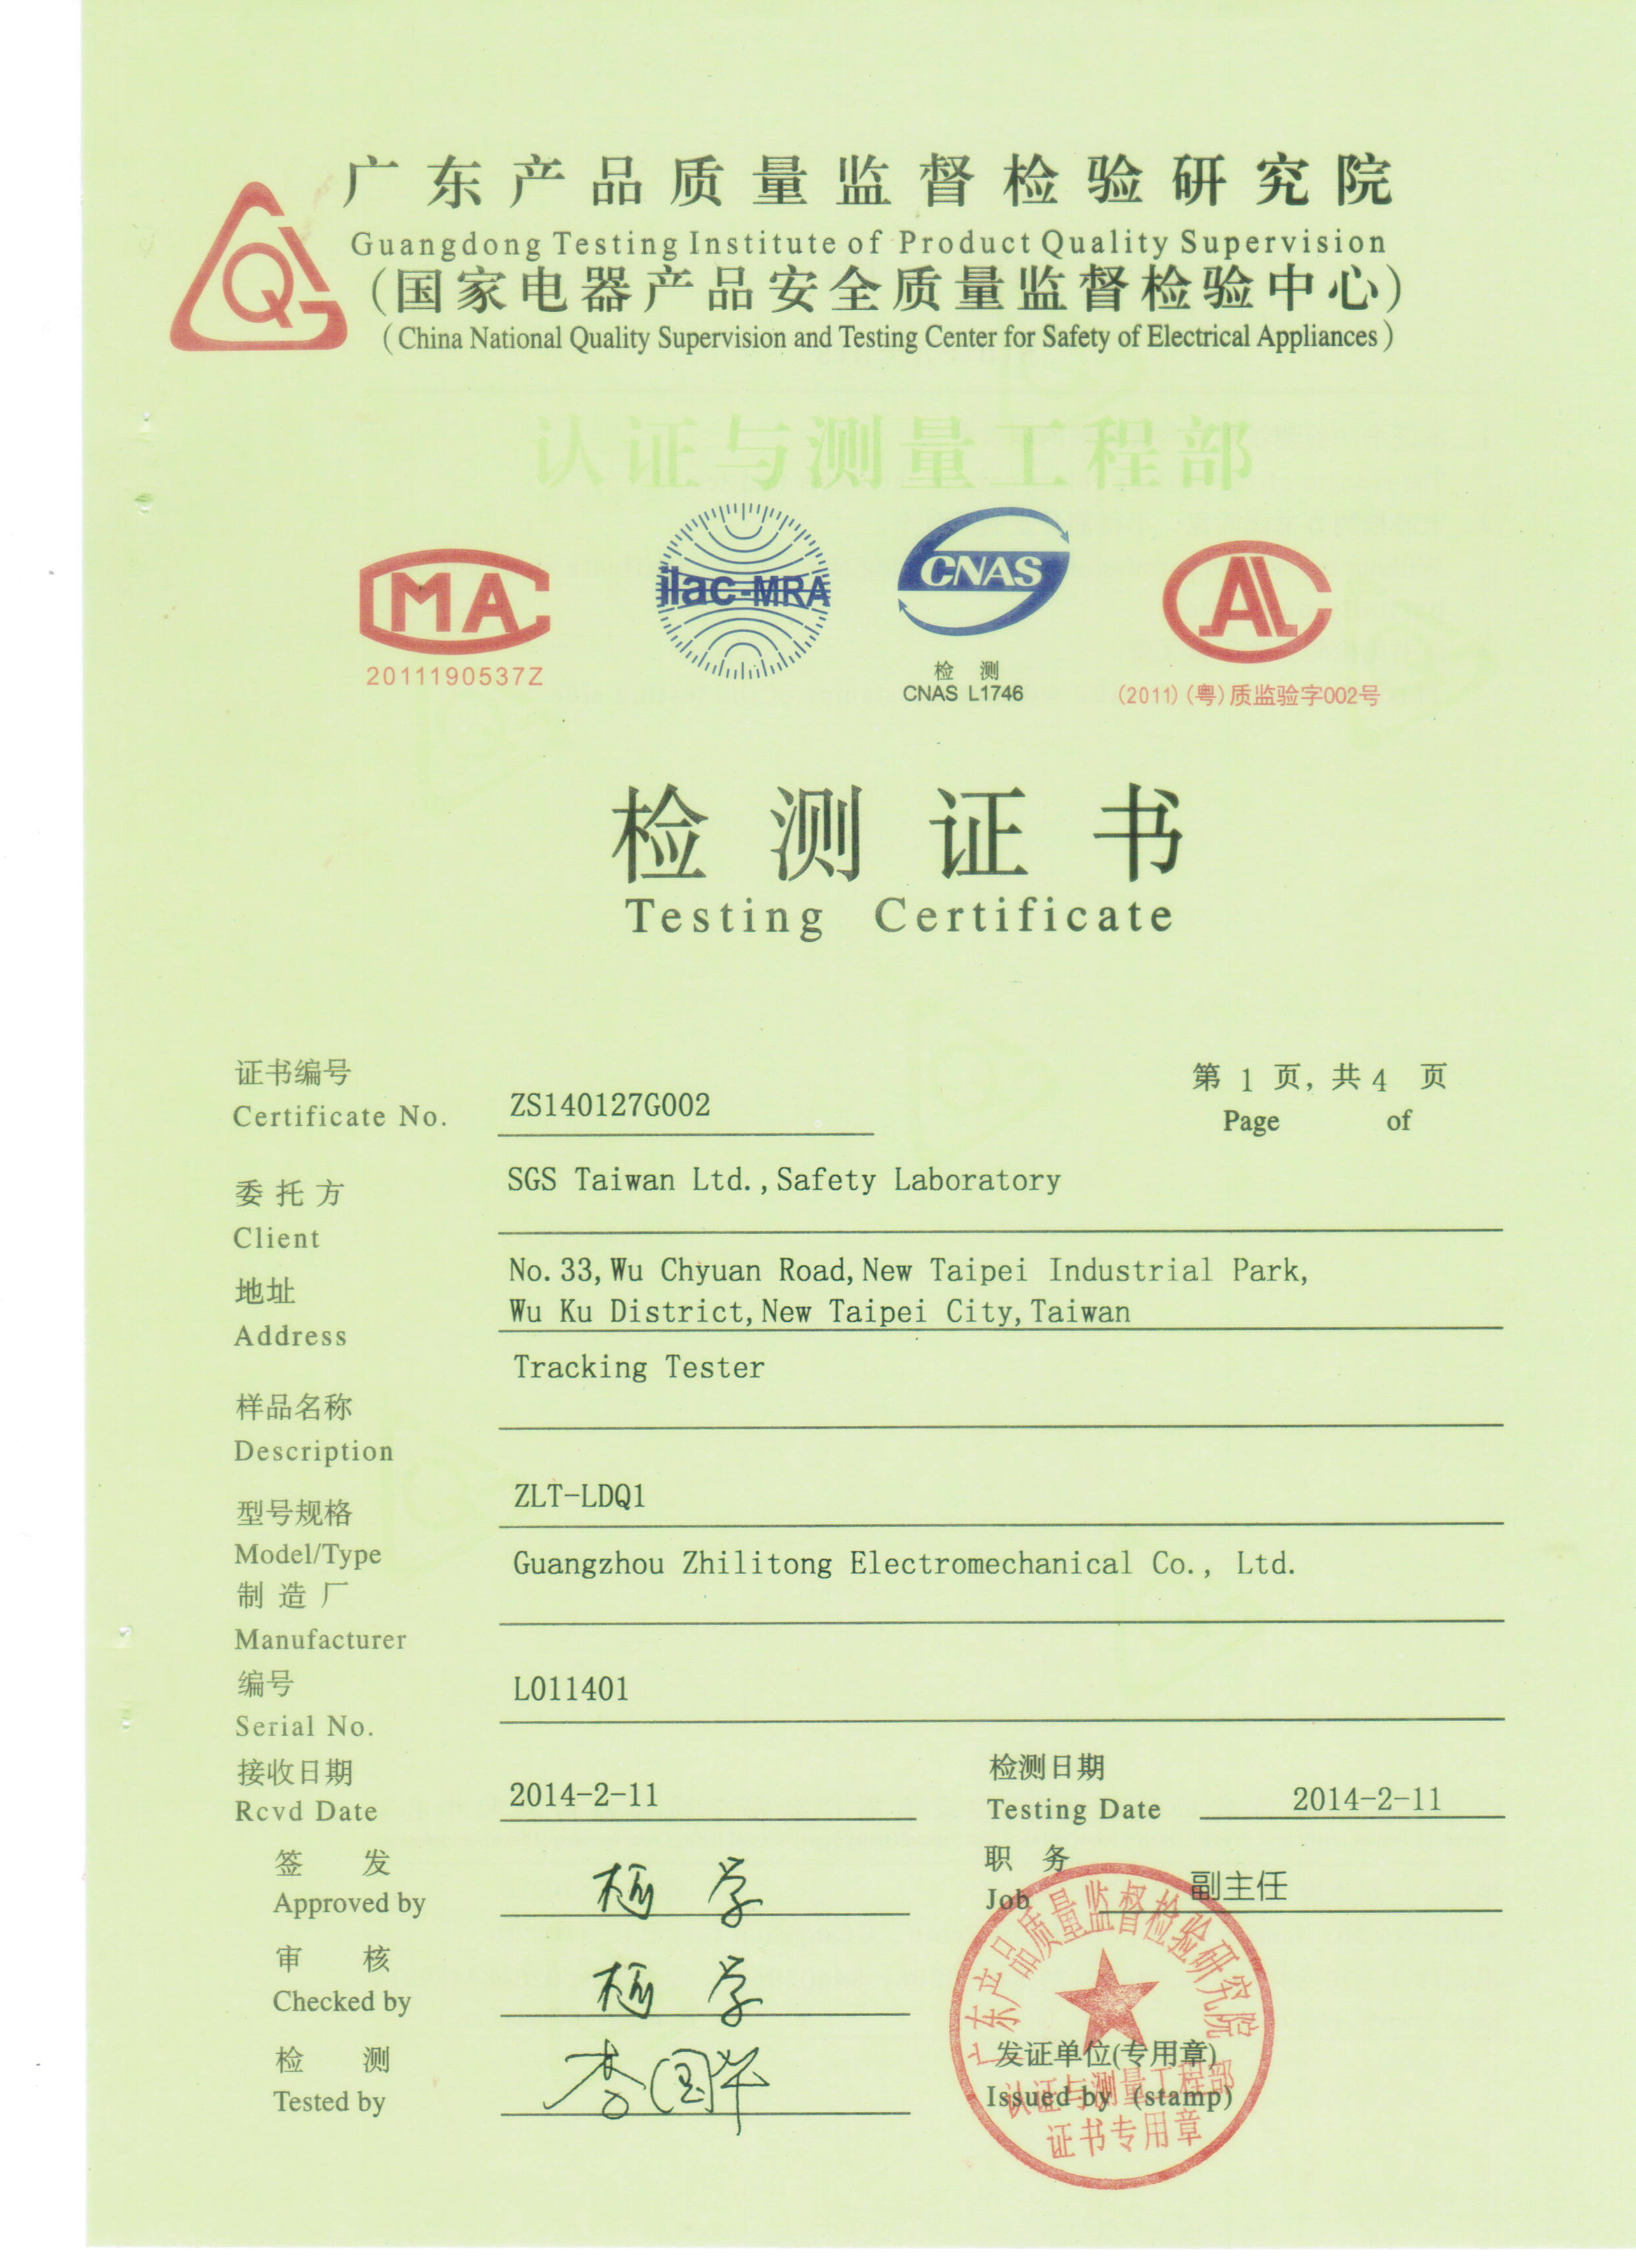 广东产品质量监督检验研究院
Guangdong Testing Institute of Product Quality Supervision
(国家电器产品安全质量监督检验中心)
(China National Quality Supervision and Testing Center for Safety of Electrical Appliances)
认证与测量工程部
MA
2011190537Z
ilac-MRA
CNAS
检 测
CNAS L1746
AL
(2011)(粤)质监验字002号
检测证书
Testing Certificate
证书编号
Certificate No. ZS140127G002
第 1 页, 共 4 页
Page of
委托方
Client SGS Taiwan Ltd.,Safety Laboratory
地址
Address No.33,Wu Chyuan Road,New Taipei Industrial Park,
Wu Ku District,New Taipei City,Taiwan
样品名称
Description Tracking Tester
型号规格
Model/Type ZLT-LDQ1
制造厂
Manufacturer Guangzhou Zhilitong Electromechanical Co., Ltd.
编号
Serial No. L011401
接收日期
Rcvd Date 2014-2-11
检测日期
Testing Date 2014-2-11
签 发
Approved by
职 务
Job 副主任
审 核
Checked by
检 测
Tested by 李国华
发证单位(专用章)
Issued by (stamp)
广东产品质量监督检验研究院
认证与测量工程部
证书专用章